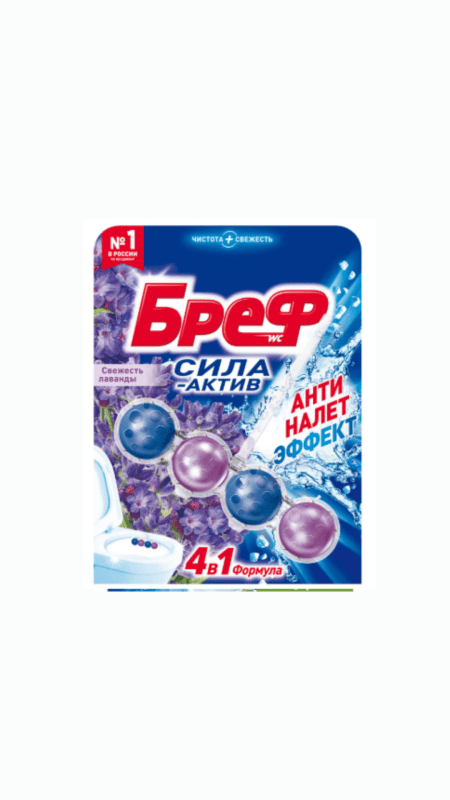 №1
В РОССИИ
ЧИСТОТА + СВЕЖЕСТЬ
БРЕФ
WC
СИЛА
-АКТИВ
Свежесть
лаванды
АНТИ
НАЛЕТ
ЭФФЕКТ
4в1 Формула